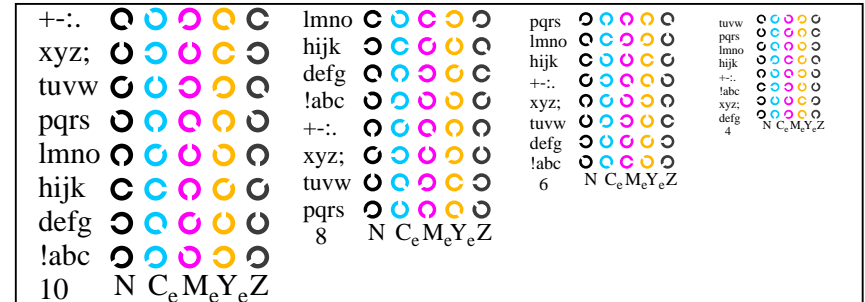 +-:.
xyz;
tuvw
pqrs
lmno
hijk
defg
!abc
10 N CeMeYeZ
lmno
hijk
defg
!abc
+-:.
xyz;
tuvw
pqrs
8 N CeMeYeZ
pqrs
lmno
hijk
+-:.
xyz;
tuvw
defg
!abc
6 N CeMeYeZ
tuvw
pqrs
lmno
hijk
+-:.
!abc
xyz;
defg
4 N CeMeYeZ